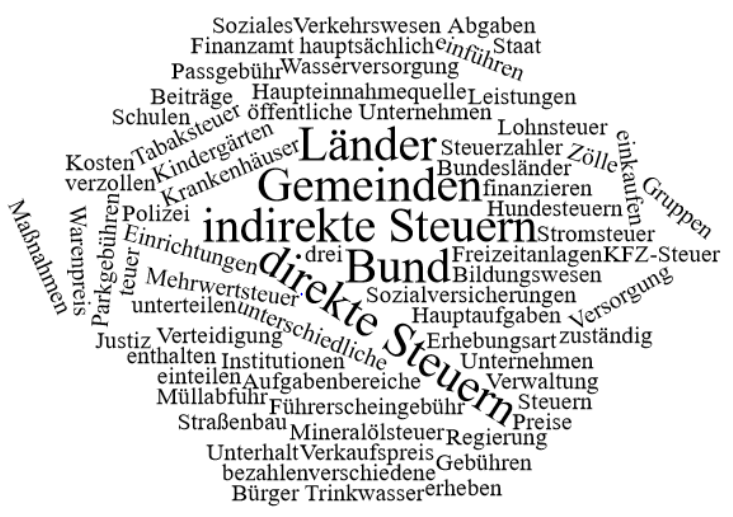 Soziales Verkehrswesen Abgaben
Finanzamt hauptsächlich einführen Staat
Passgebühr Wasserversorgung
Beiträge Haupteinnahmequelle Leistungen
Schulen Tabaksteuer öffentliche Unternehmen
Kindergärten Länder Lohnsteuer
Kosten Krankenhäuser Steuerzahler Zölle einkaufen
verzollen Gemeinden Bundesländer
finanzieren Gruppen
Maßnahmen Warenpreis Parkgebühren Polizei indirekte Steuern Hundesteuern
Stromsteuer
Einrichtungen drei Bund Freizeitanlagen KFZ-Steuer
teuer Mehrwertsteuer direkte Steuern Bildungswesen
unterteilen unterschiedliche Sozialversicherungen Versorgung
Hauptaufgaben
Justiz Verteidigung Erhebungsart zuständig
enthalten Institutionen Unternehmen
einteilen Aufgabenbereiche Verwaltung
Müllabfuhr Führerscheingebühr Steuern
Straßenbau Mineralölsteuer Preise
Regierung
Unterhalt Verkaufspreis
Gebühren
bezahlen verschiedene
Bürger Trinkwasser erheben